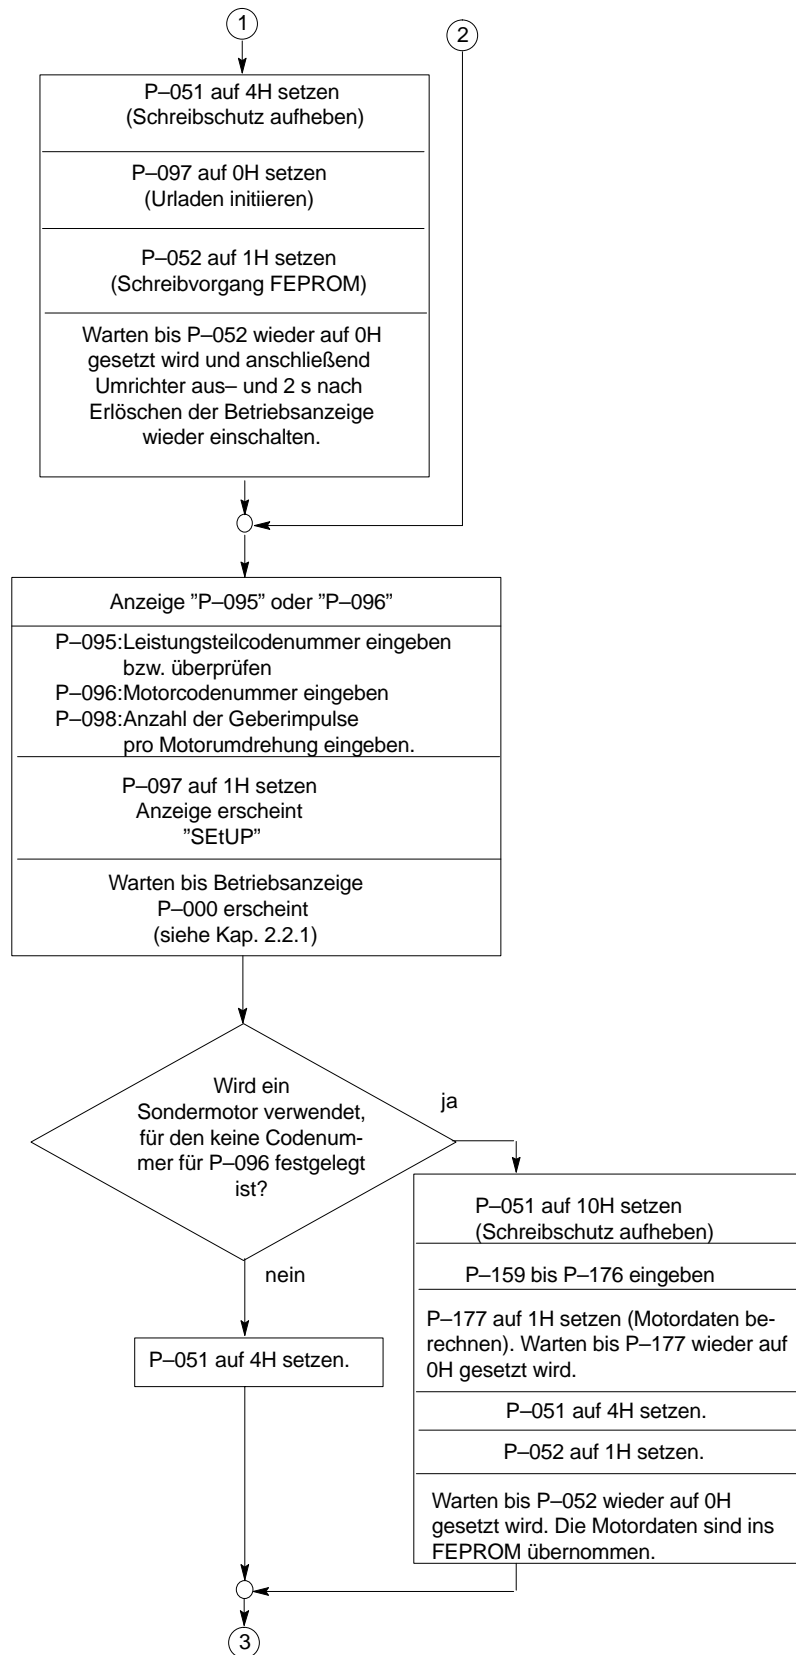 1
2
P–051 auf 4H setzen
(Schreibschutz aufheben)
P–097 auf 0H setzen
(Urladen initiieren)
P–052 auf 1H setzen
(Schreibvorgang FEPROM)
Warten bis P–052 wieder auf 0H
gesetzt wird und anschließend
Umrichter aus– und 2 s nach
Erlöschen der Betriebsanzeige
wieder einschalten.
Anzeige ”P–095” oder ”P–096”
P–095:Leistungsteilcodenummer eingeben
bzw. überprüfen
P–096:Motorcodenummer eingeben
P–098:Anzahl der Geberimpulse
pro Motorumdrehung eingeben.
P–097 auf 1H setzen
Anzeige erscheint
”SEtUP”
Warten bis Betriebsanzeige
P–000 erscheint
(siehe Kap. 2.2.1)
Wird ein
Sondermotor verwendet,
für den keine Codenum-
mer für P–096 festgelegt
ist?
ja
nein
P–051 auf 10H setzen
(Schreibschutz aufheben)
P–159 bis P–176 eingeben
P–177 auf 1H setzen (Motordaten be-
rechnen). Warten bis P–177 wieder auf
0H gesetzt wird.
P–051 auf 4H setzen.
P–052 auf 1H setzen.
Warten bis P–052 wieder auf 0H
gesetzt wird. Die Motordaten sind ins
FEPROM übernommen.
P–051 auf 4H setzen.
3